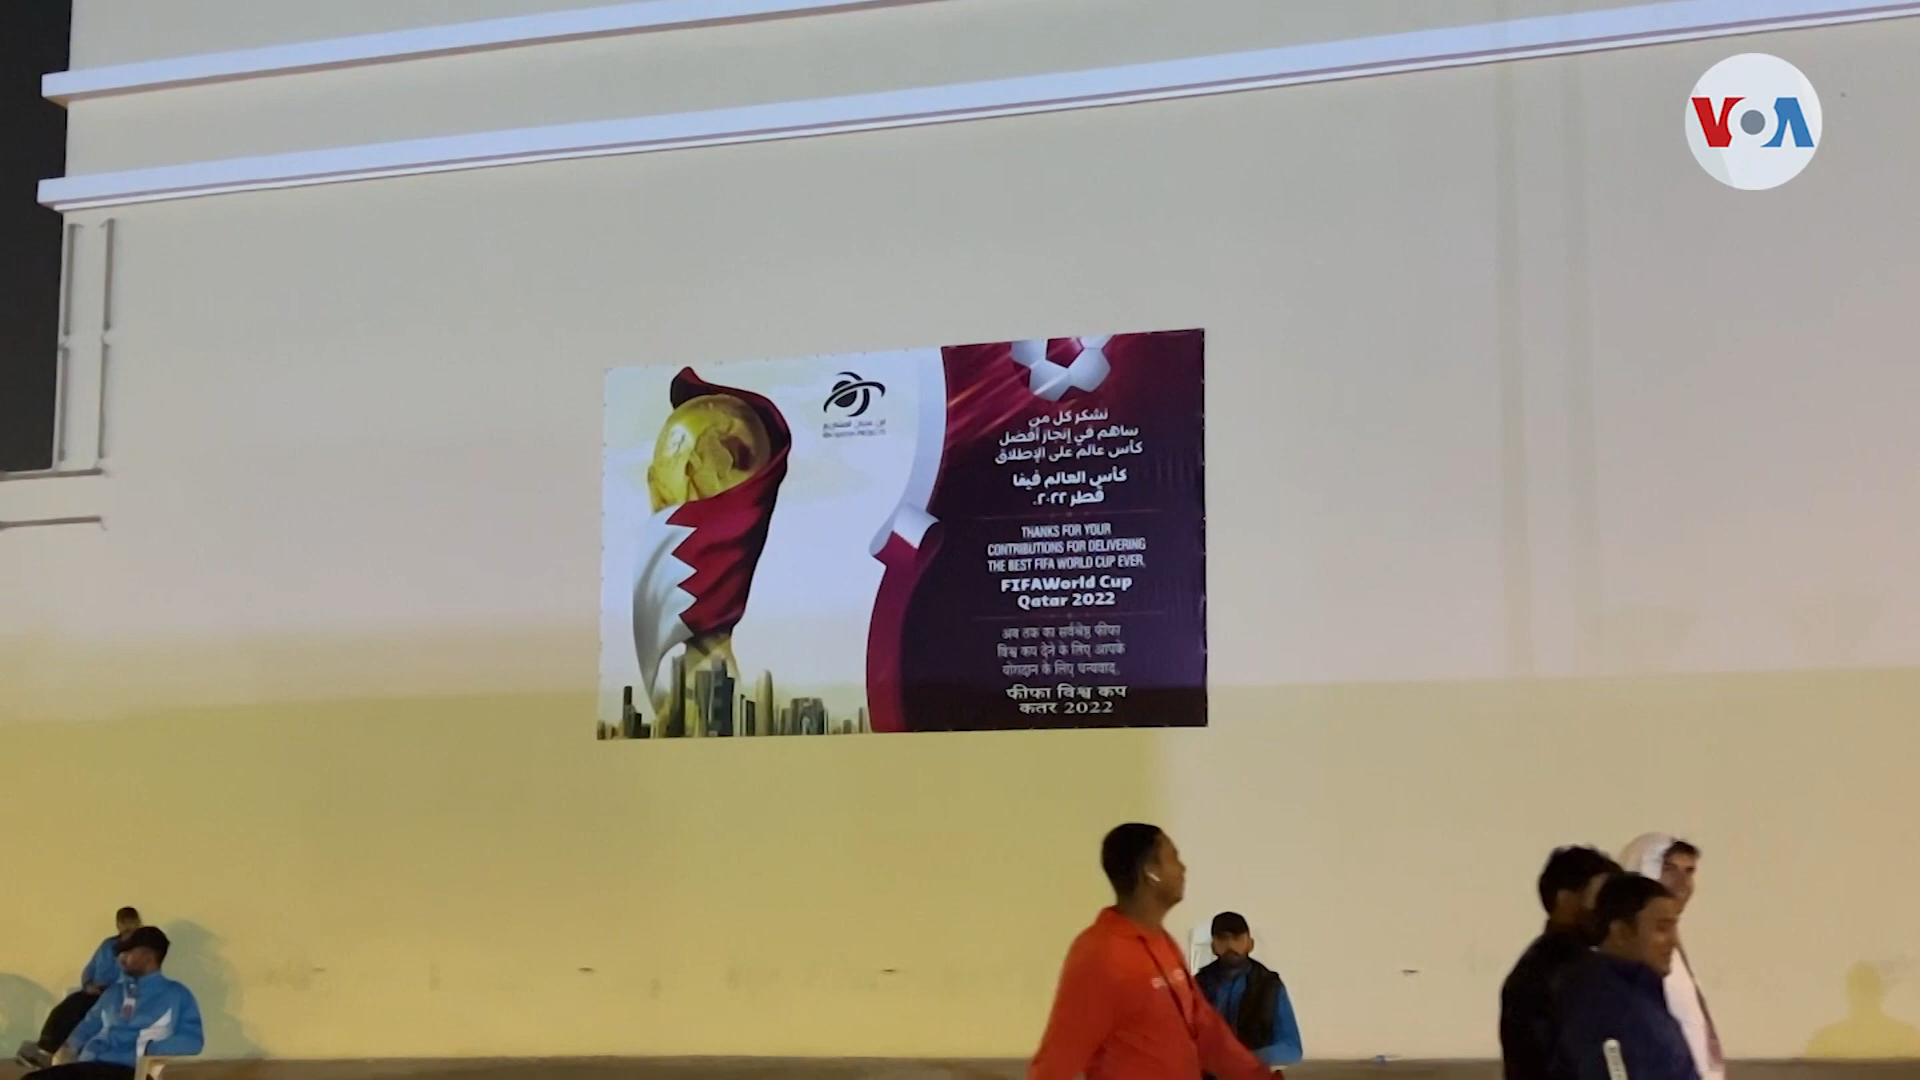 VOA
نشكر كل من
ساهم في إنجاز أفضل
كأس عالم على الإطلاق
كأس العالم فيفا
قطر ٢٠٢٢.
THANKS FOR YOUR
CONTRIBUTIONS FOR DELIVERING
THE BEST FIFA WORLD CUP EVER,
FIFAWorld Cup
Qatar 2022
अब तक का सर्वश्रेष्ठ फीफा
विश्व कप देने के लिए आपके
योगदान के लिए धन्यवाद,
फीफा विश्व कप
कतर 2022